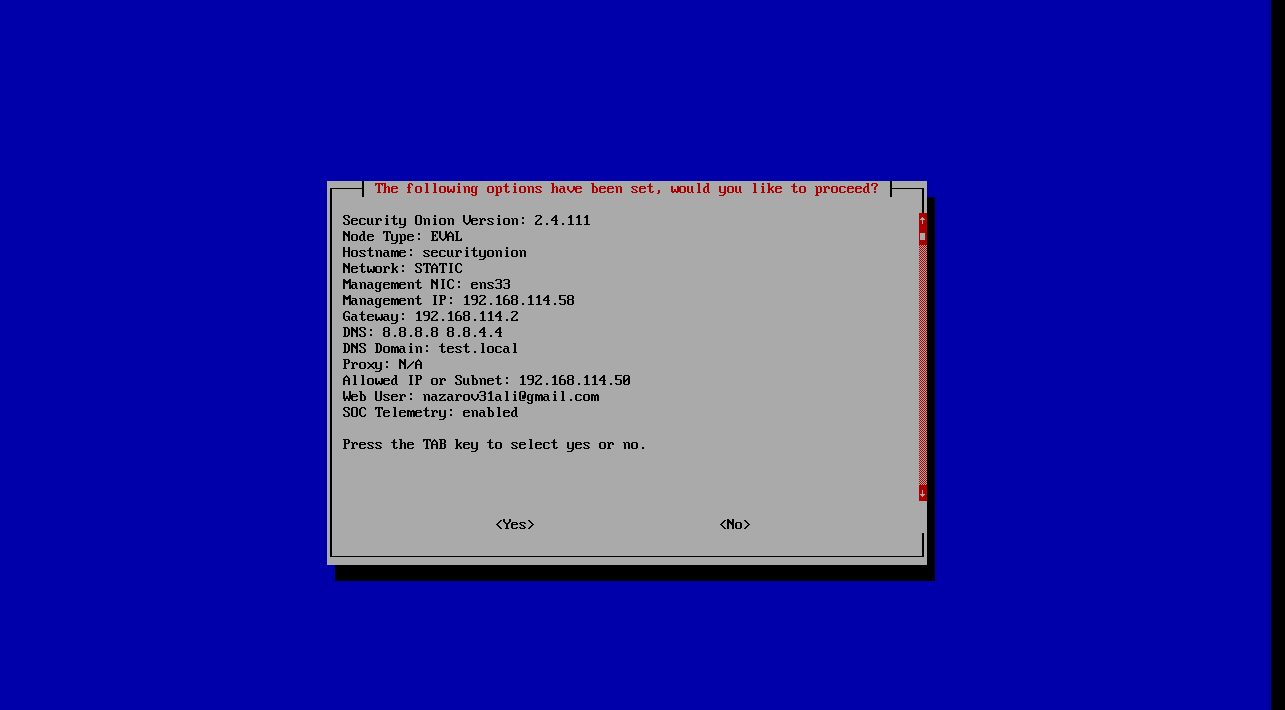 The following options have been set, would you like to proceed?
Security Onion Version: 2.4.111
Node Type: EVAL
Hostname: securityonion
Network: STATIC
Management NIC: ens33
Management IP: 192.168.114.58
Gateway: 192.168.114.2
DNS: 8.8.8.8 8.8.4.4
DNS Domain: test.local
Proxy: N/A
Allowed IP or Subnet: 192.168.114.50
Web User: nazarov31ali@gmail.com
SOC Telemetry: enabled
Press the TAB key to select yes or no.
<Yes> <No>